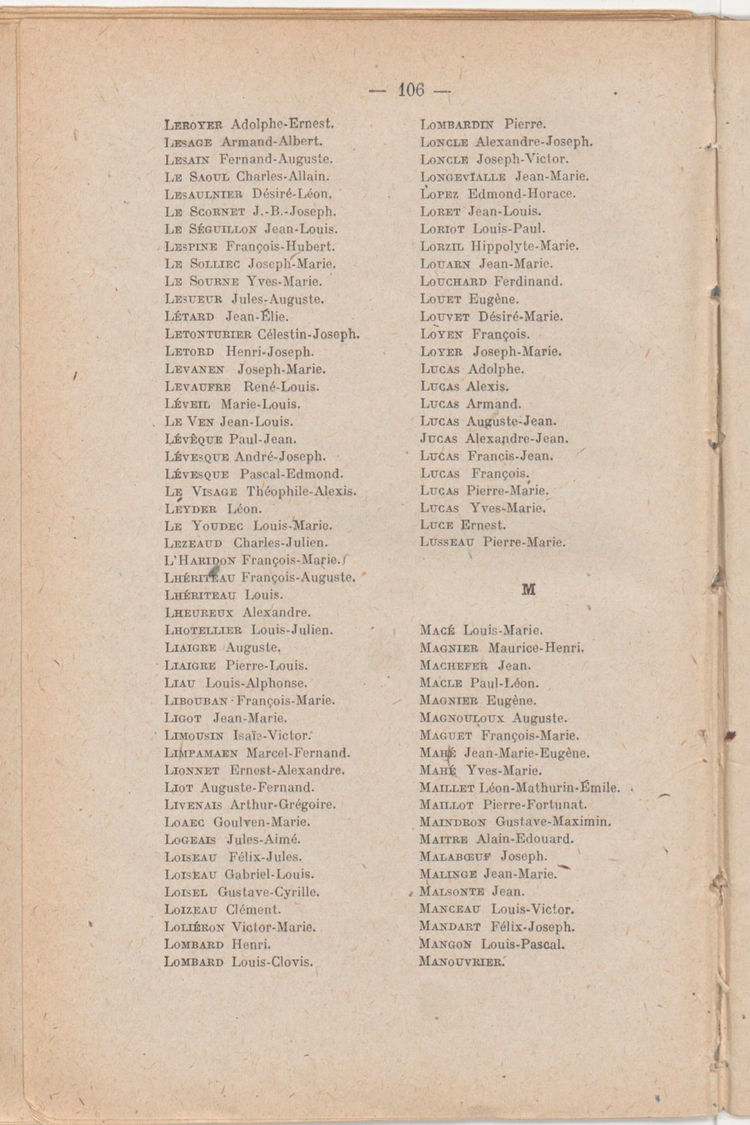 — 106 —
LEROYER Adolphe-Ernest.
LESAGE Armand-Albert.
LESAIN Fernand-Auguste.
LE SAOUL Charles-Allain.
LESAULNIER Désiré-Léon.
LE SCORNET J.-B.-Joseph.
LE SÉGUILLON Jean-Louis.
LESPINE François-Hubert.
LE SOLLIEC Joseph-Marie.
LE SOURNE Yves-Marie.
LESUEUR Jules-Auguste.
LÉTARD Jean-Élie.
LETONTURIER Célestin-Joseph.
LETORD Henri-Joseph.
LEVANEN Joseph-Marie.
LEVAUFRE René-Louis.
LÉVEIL Marie-Louis.
LE VEN Jean-Louis.
LÉVÊQUE Paul-Jean.
LÉVESQUE André-Joseph.
LÉVESQUE Pascal-Edmond.
LE VISAGE Théophile-Alexis.
LEYDER Léon.
LE YOUDEC Louis-Marie.
LEZEAUD Charles-Julien.
L'HARIDON François-Marie.
LHÉRITEAU François-Auguste.
LHÉRITEAU Louis.
LHEUREUX Alexandre.
LHOTELLIER Louis-Julien.
LIAIGRE Auguste.
LIAIGRE Pierre-Louis.
LIAU Louis-Alphonse.
LIBOUBAN François-Marie.
LIGOT Jean-Marie.
LIMOUSIN Isaïe-Victor.
LIMPAMAEN Marcel-Fernand.
LIONNET Ernest-Alexandre.
LIOT Auguste-Fernand.
LIVENAIS Arthur-Grégoire.
LOAEC Goulven-Marie.
LOGEAIS Jules-Aimé.
LOISEAU Félix-Jules.
LOISEAU Gabriel-Louis.
LOISEL Gustave-Cyrille.
LOIZEAU Clément.
LOLIÉRON Victor-Marie.
LOMBARD Henri.
LOMBARD Louis-Clovis.
LOMBARDIN Pierre.
LONCLE Alexandre-Joseph.
LONCLE Joseph-Victor.
LONGEVIALLE Jean-Marie.
LOPEZ Edmond-Horace.
LORET Jean-Louis.
LORIOT Louis-Paul.
LORZIL Hippolyte-Marie.
LOUARN Jean-Marie.
LOUCHARD Ferdinand.
LOUET Eugène.
LOUVET Désiré-Marie.
LOYEN François.
LOYER Joseph-Marie.
LUCAS Adolphe.
LUCAS Alexis.
LUCAS Armand.
LUCAS Auguste-Jean.
JUCAS Alexandre-Jean.
LUCAS Francis-Jean.
LUCAS François.
LUCAS Pierre-Marie.
LUCAS Yves-Marie.
LUCE Ernest.
LUSSEAU Pierre-Marie.
M
MACÉ Louis-Marie.
MAGNIER Maurice-Henri.
MACHEFER Jean.
MACLE Paul-Léon.
MAGNIER Eugène.
MAGNOULOUX Auguste.
MAGUET François-Marie.
MAHÉ Jean-Marie-Eugène.
MAHÉ Yves-Marie.
MAILLET Léon-Mathurin-Émile.
MAILLOT Pierre-Fortunat.
MAINDRON Gustave-Maximin.
MAITRE Alain-Edouard.
MALABŒUF Joseph.
MALINGE Jean-Marie.
MALSONTE Jean.
MANCEAU Louis-Victor.
MANDART Félix-Joseph.
MANGON Louis-Pascal.
MANOUVRIER.